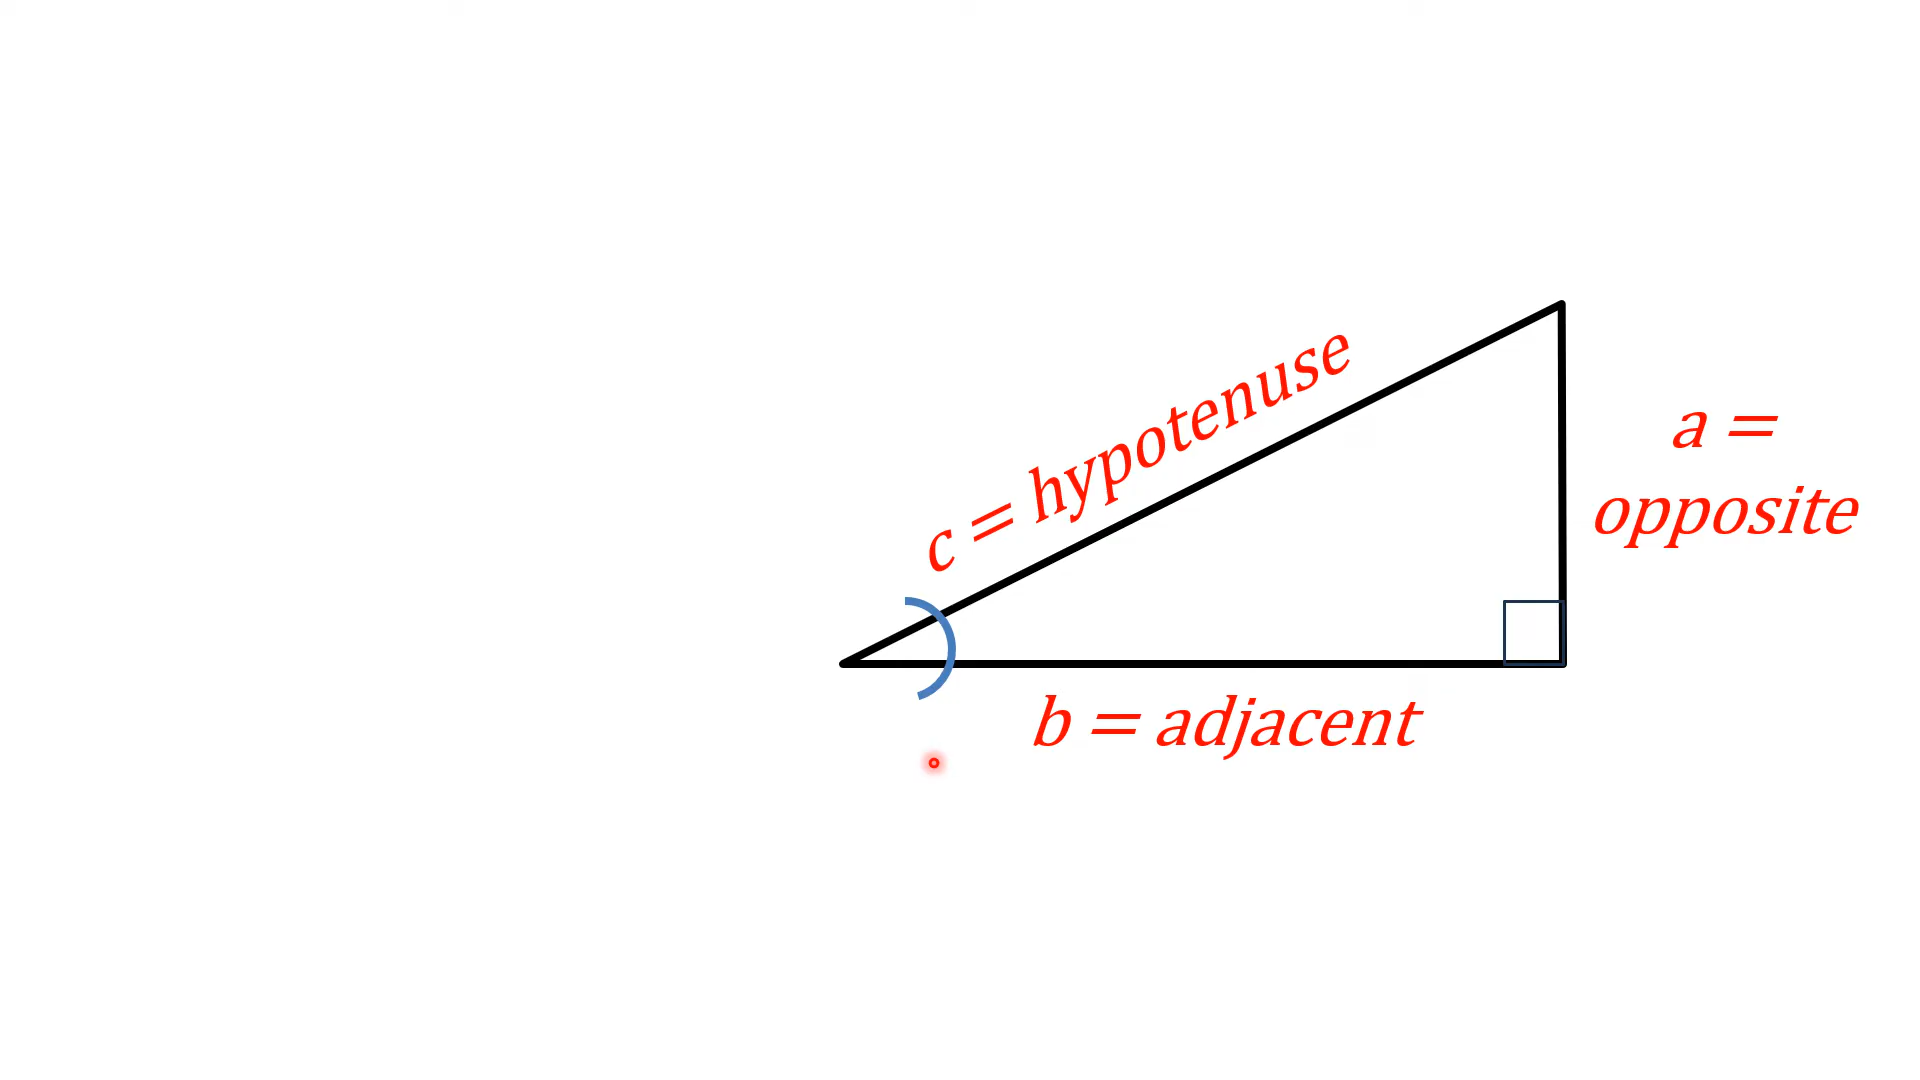 c = hypotenuse
a =
opposite
b = adjacent